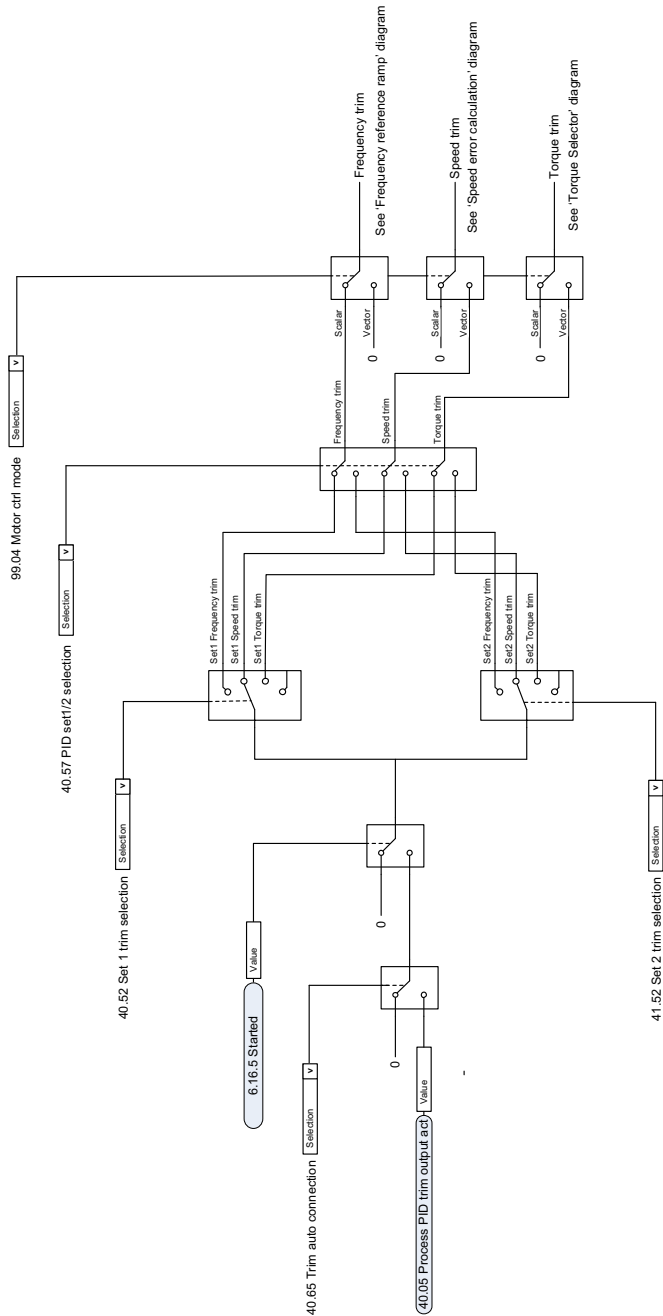 99.04 Motor ctrl mode
Selection
v
40.57 PID set1/2 selection
Selection
v
40.52 Set 1 trim selection
Selection
v
6.16.5 Started
Value
40.65 Trim auto connection
Selection
v
40.05 Process PID trim output act
Value
0
0
-
Set1 Frequency trim
Set1 Speed trim
Set1 Torque trim
Set2 Frequency trim
Set2 Speed trim
Set2 Torque trim
41.52 Set 2 trim selection
Selection
v
Frequency trim
Speed trim
Torque trim
Scalar
Vector
0
Frequency trim
See 'Frequency reference ramp' diagram
Scalar
0
Vector
Speed trim
See 'Speed error calculation' diagram
Scalar
0
Vector
Torque trim
See 'Torque Selector' diagram